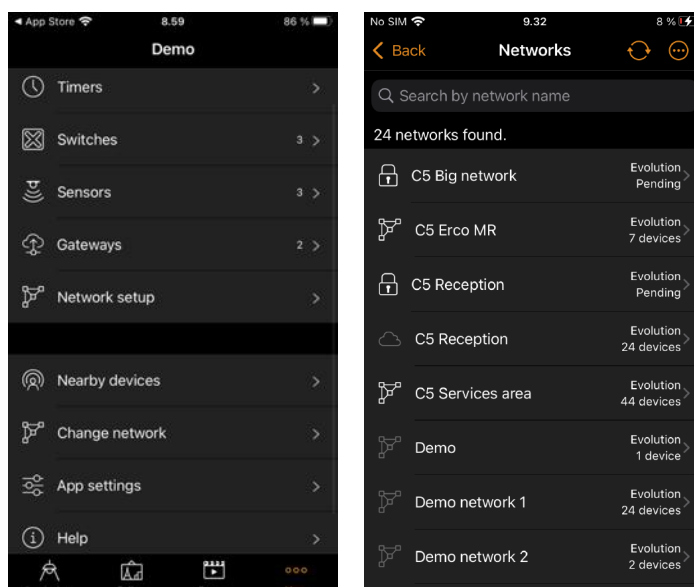 App Store 8.59 86 %
Demo
Timers
Switches 3
Sensors 3
Gateways 2
Network setup
Nearby devices
Change network
App settings
Help
No SIM 9.32 8 %
Back Networks
Search by network name
24 networks found.
C5 Big network Evolution
Pending
C5 Erco MR Evolution
7 devices
C5 Reception Evolution
Pending
C5 Reception Evolution
24 devices
C5 Services area Evolution
44 devices
Demo Evolution
1 device
Demo network 1 Evolution
24 devices
Demo network 2 Evolution
2 devices